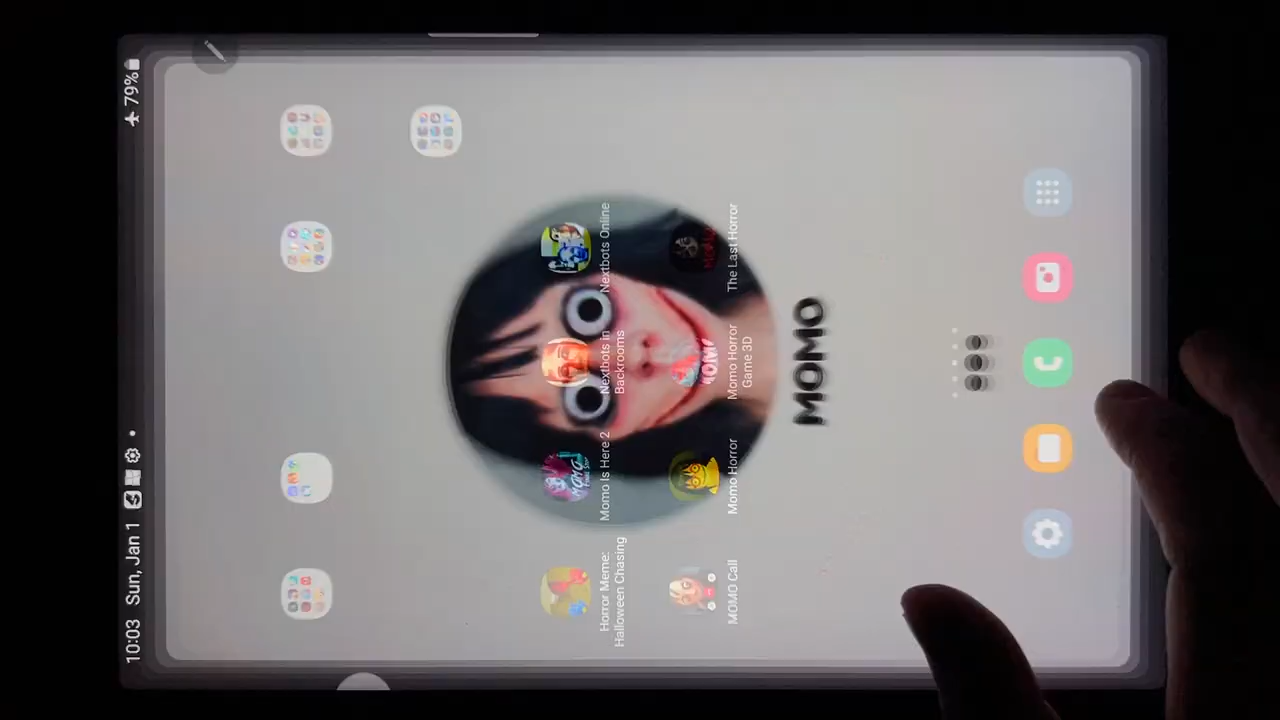 10:03 Sun, Jan 1
79%
Horror Meme:
Halloween Chasing
Momo Is Here 2
Nextbots in
Backrooms
Nextbots Online
MOMO Call
Momo Horror
Momo Horror
Game 3D
The Last Horror
MOMO